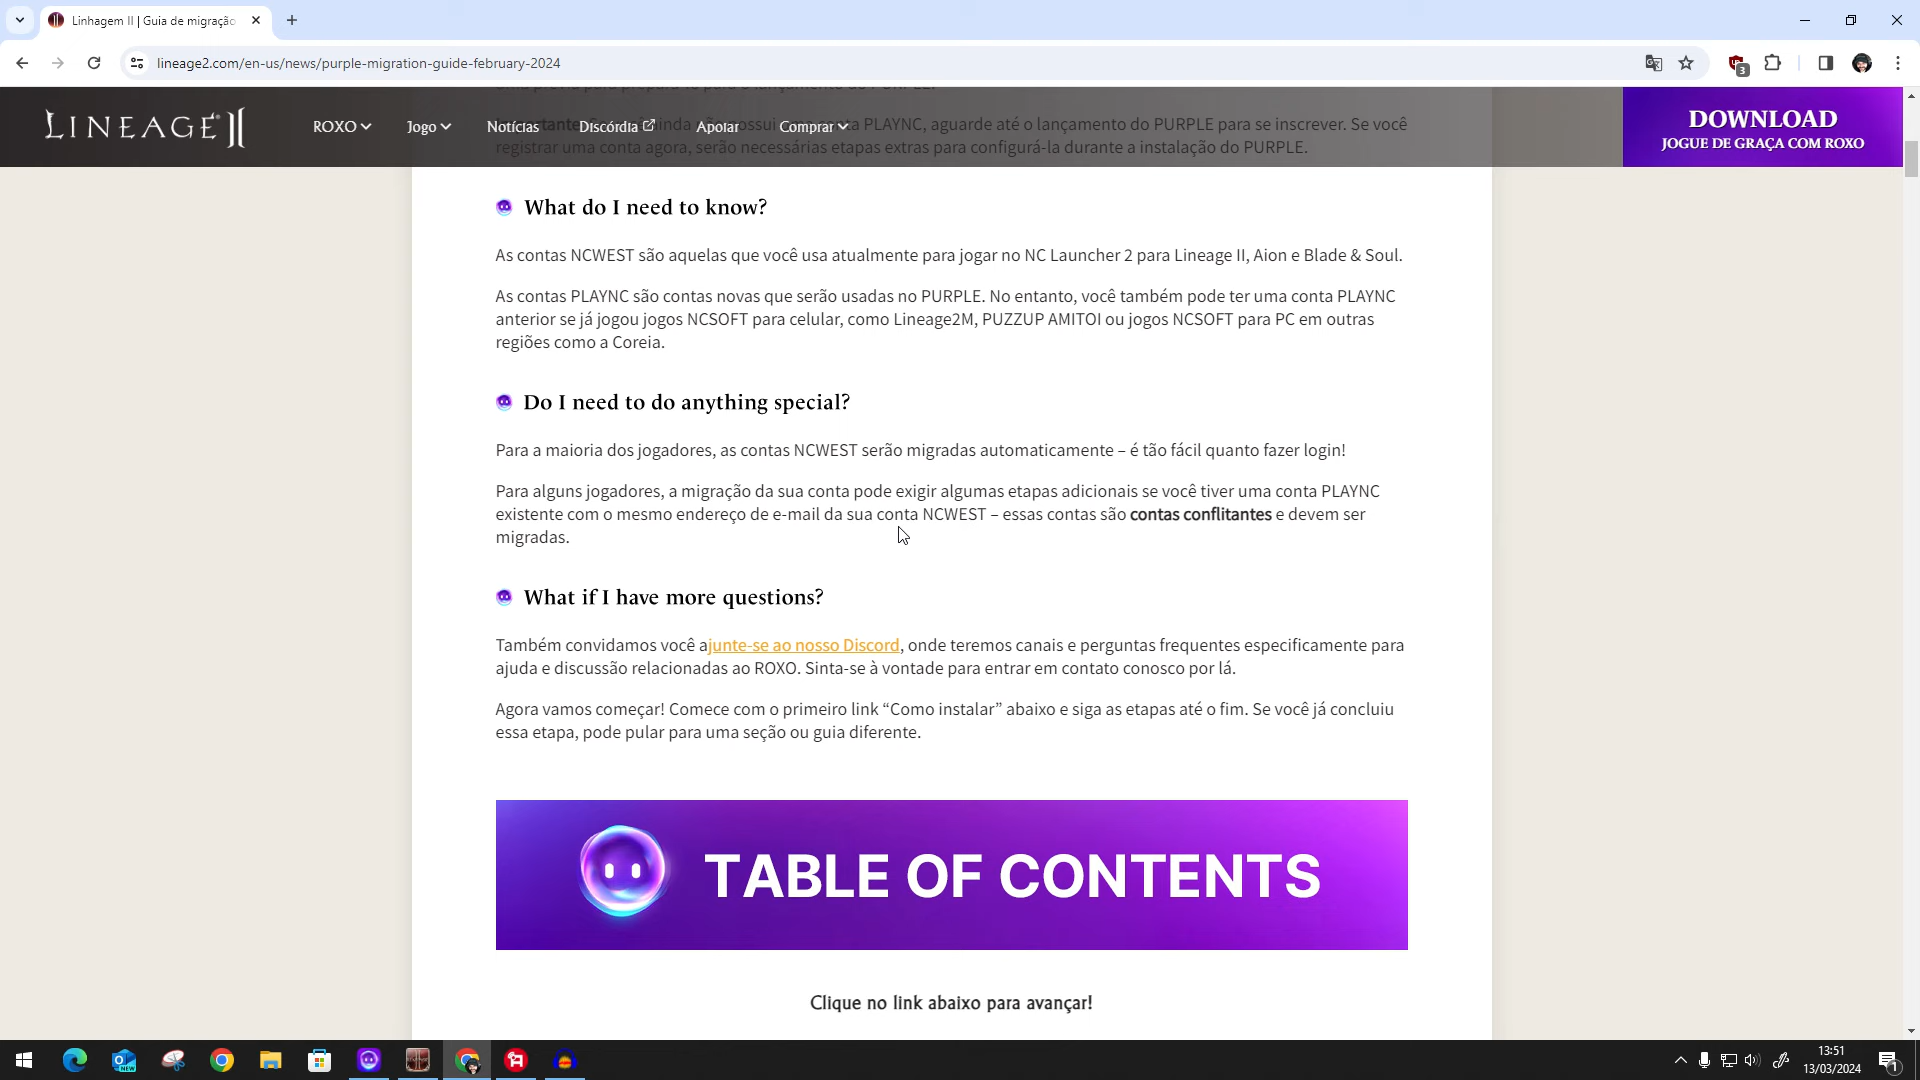 Linhagem II | Guia de migração
lineage2.com/en-us/news/purple-migration-guide-february-2024
3
LINEAGE II
ROXO
Jogo
Notícias
Discórdia
Apoiar
Comprar
DOWNLOAD
JOGUE DE GRAÇA COM ROXO
conta PLAYNC, aguarde até o lançamento do PURPLE para se inscrever. Se você
registrar uma conta agora, serão necessárias etapas extras para configurá-la durante a instalação do PURPLE.
What do I need to know?
As contas NCWEST são aquelas que você usa atualmente para jogar no NC Launcher 2 para Lineage II, Aion e Blade & Soul.
As contas PLAYNC são contas novas que serão usadas no PURPLE. No entanto, você também pode ter uma conta PLAYNC
anterior se já jogou jogos NCSOFT para celular, como Lineage2M, PUZZUP AMITOI ou jogos NCSOFT para PC em outras
regiões como a Coreia.
Do I need to do anything special?
Para a maioria dos jogadores, as contas NCWEST serão migradas automaticamente – é tão fácil quanto fazer login!
Para alguns jogadores, a migração da sua conta pode exigir algumas etapas adicionais se você tiver uma conta PLAYNC
existente com o mesmo endereço de e-mail da sua conta NCWEST – essas contas são contas conflitantes e devem ser
migradas.
What if I have more questions?
Também convidamos você ajunte-se ao nosso Discord, onde teremos canais e perguntas frequentes especificamente para
ajuda e discussão relacionadas ao ROXO. Sinta-se à vontade para entrar em contato conosco por lá.
Agora vamos começar! Comece com o primeiro link “Como instalar” abaixo e siga as etapas até o fim. Se você já concluiu
essa etapa, pode pular para uma seção ou guia diferente.
TABLE OF CONTENTS
Clique no link abaixo para avançar!
NEW
13:51
13/03/2024
1